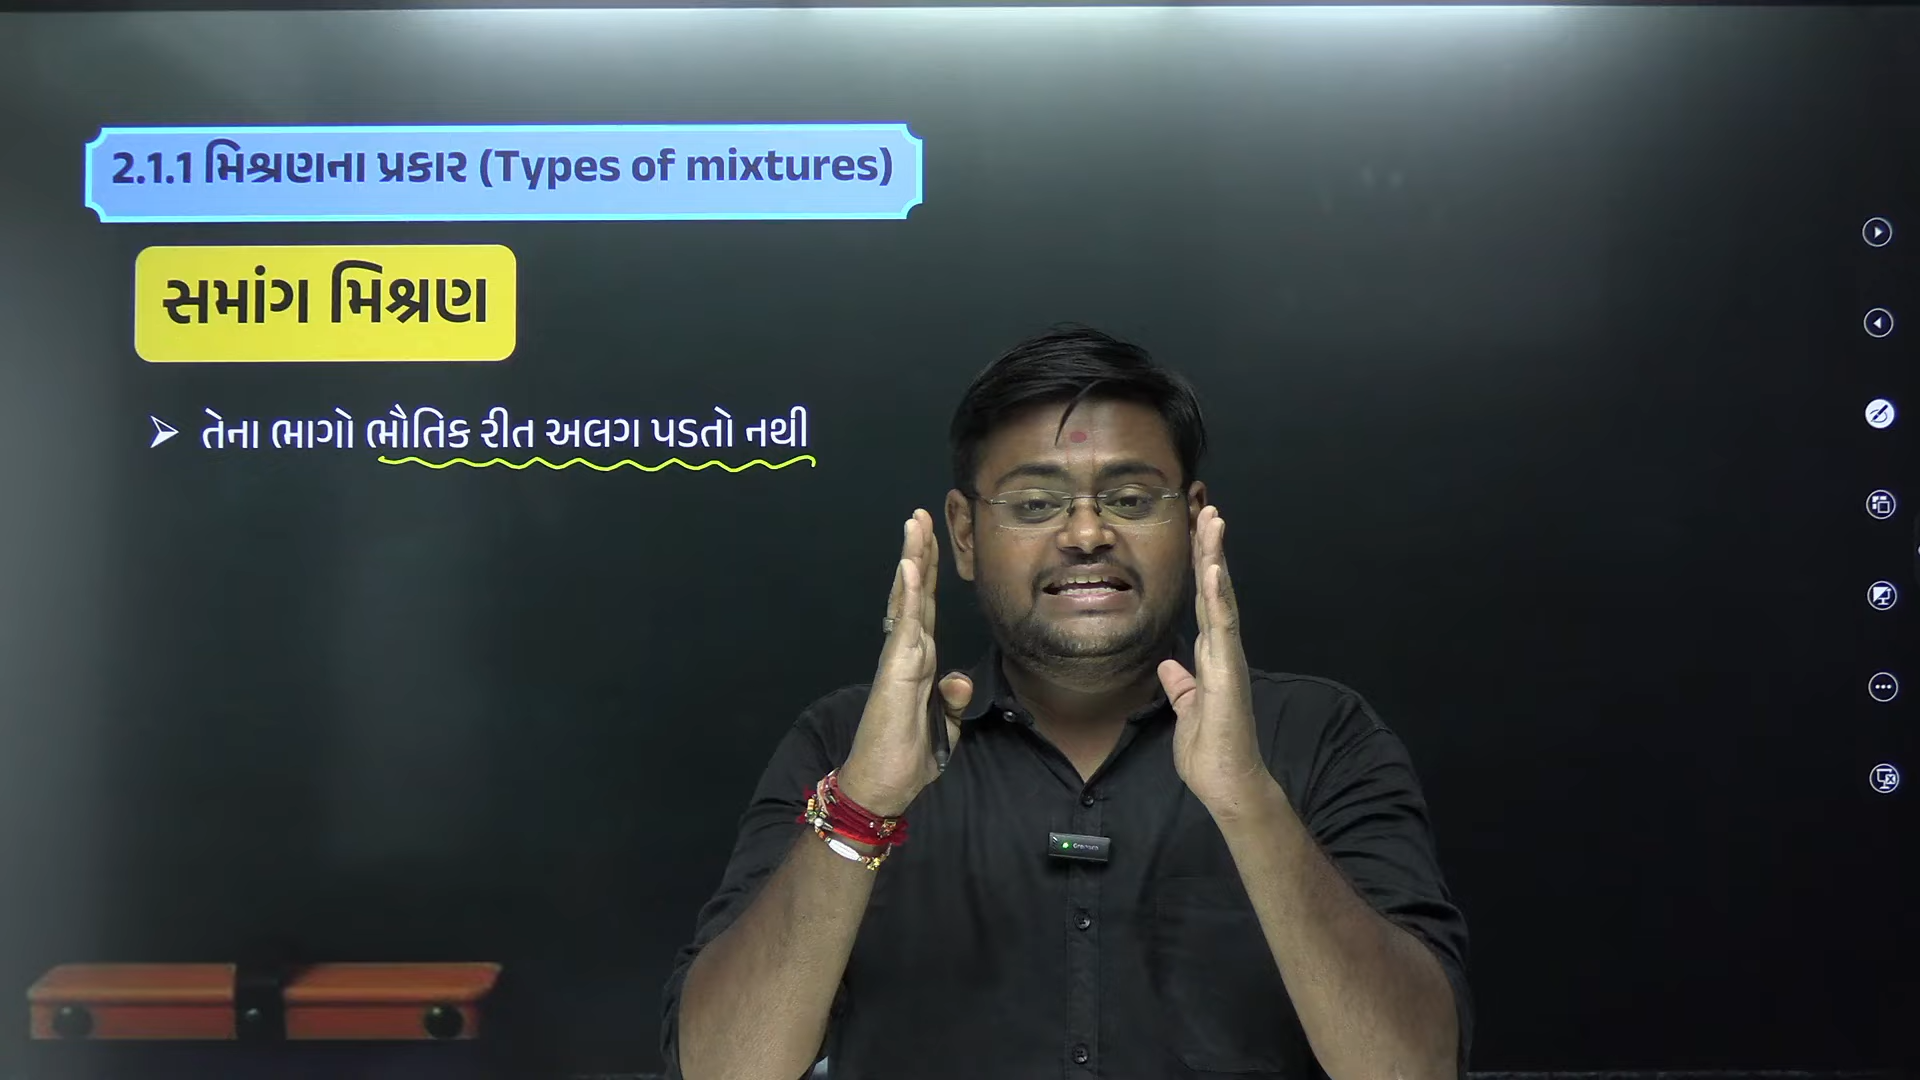 2.1.1 મિશ્રણના પ્રકાર (Types of mixtures)
સમાંગ મિશ્રણ
➢ તેના ભાગો ભૌતિક રીત અલગ પડતો નથી